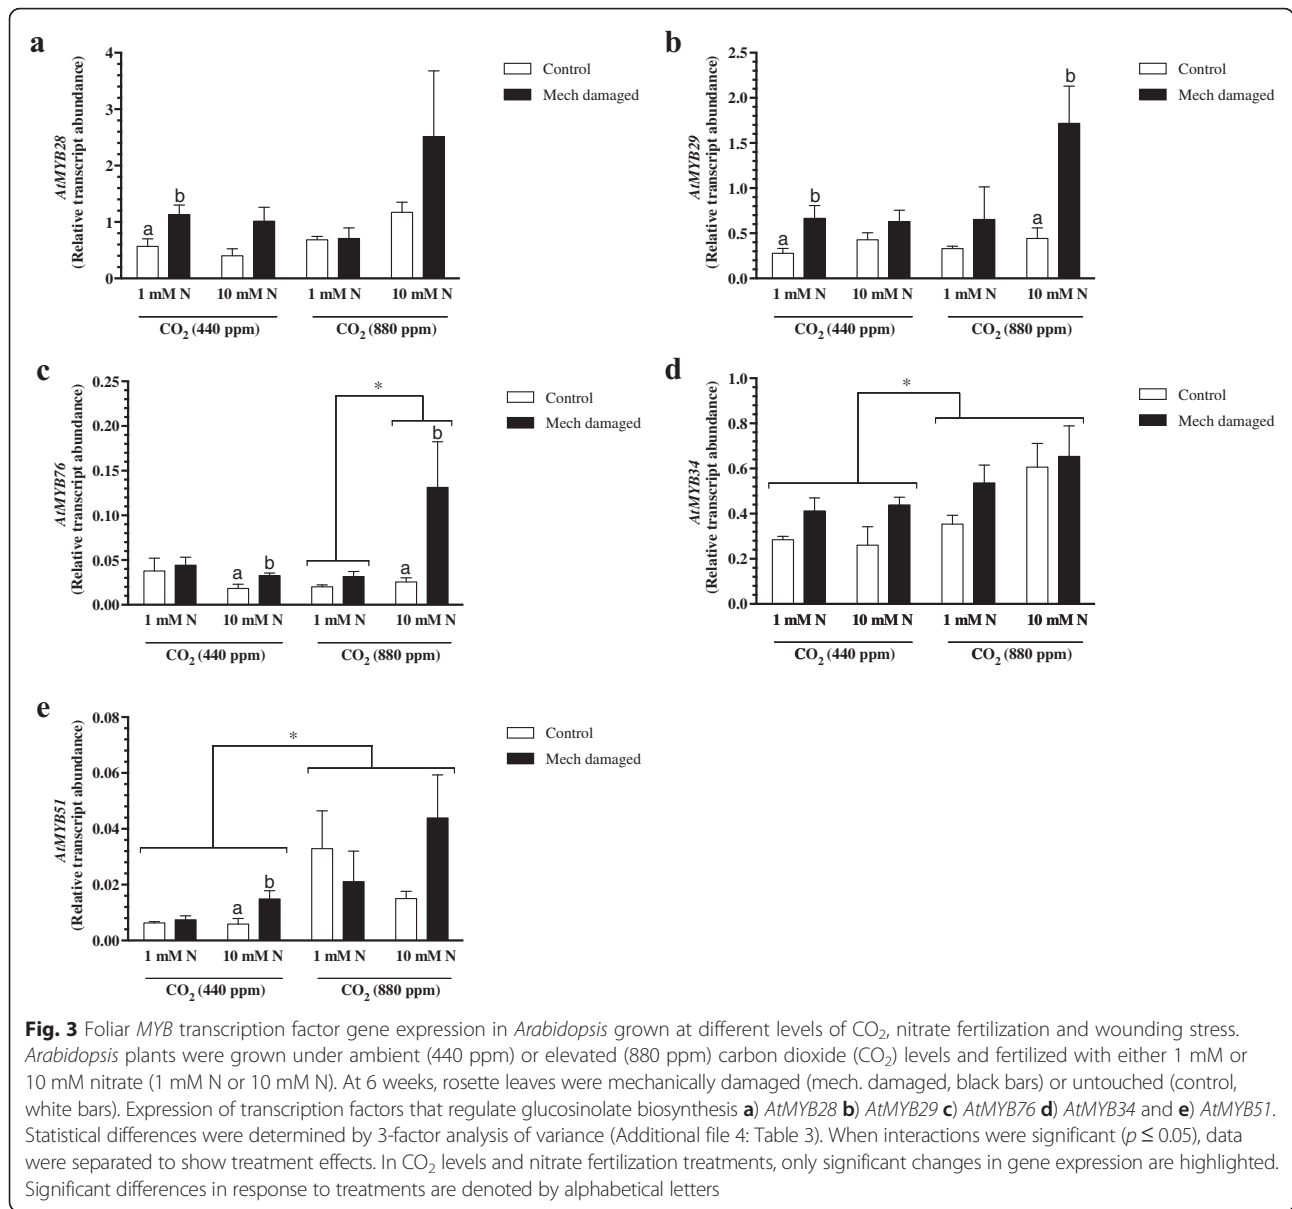 a
4
3
2
1
0
AtMYB28
(Relative transcript abundance)
Control
Mech damaged
a
b
1 mM N
10 mM N
1 mM N
10 mM N
CO2 (440 ppm)
CO2 (880 ppm)
b
2.5
2.0
1.5
1.0
0.5
0.0
AtMYB29
(Relative transcript abundance)
Control
Mech damaged
a
b
a
b
1 mM N
10 mM N
1 mM N
10 mM N
CO2 (440 ppm)
CO2 (880 ppm)
c
0.25
0.20
0.15
0.10
0.05
0.00
AtMYB76
(Relative transcript abundance)
Control
Mech damaged
*
a
b
a
b
1 mM N
10 mM N
1 mM N
10 mM N
CO2 (440 ppm)
CO2 (880 ppm)
d
1.0
0.8
0.6
0.4
0.2
0.0
AtMYB34
(Relative transcript abundance)
Control
Mech damaged
*
1 mM N
10 mM N
1 mM N
10 mM N
CO2 (440 ppm)
CO2 (880 ppm)
e
0.08
0.06
0.04
0.02
0.00
AtMYB51
(Relative transcript abundance)
Control
Mech damaged
*
a
b
1 mM N
10 mM N
1 mM N
10 mM N
CO2 (440 ppm)
CO2 (880 ppm)
Fig. 3 Foliar MYB transcription factor gene expression in Arabidopsis grown at different levels of CO2, nitrate fertilization and wounding stress.
Arabidopsis plants were grown under ambient (440 ppm) or elevated (880 ppm) carbon dioxide (CO2) levels and fertilized with either 1 mM or
10 mM nitrate (1 mM N or 10 mM N). At 6 weeks, rosette leaves were mechanically damaged (mech. damaged, black bars) or untouched (control,
white bars). Expression of transcription factors that regulate glucosinolate biosynthesis a) AtMYB28 b) AtMYB29 c) AtMYB76 d) AtMYB34 and e) AtMYB51.
Statistical differences were determined by 3-factor analysis of variance (Additional file 4: Table 3). When interactions were significant (p ≤ 0.05), data
were separated to show treatment effects. In CO2 levels and nitrate fertilization treatments, only significant changes in gene expression are highlighted.
Significant differences in response to treatments are denoted by alphabetical letters